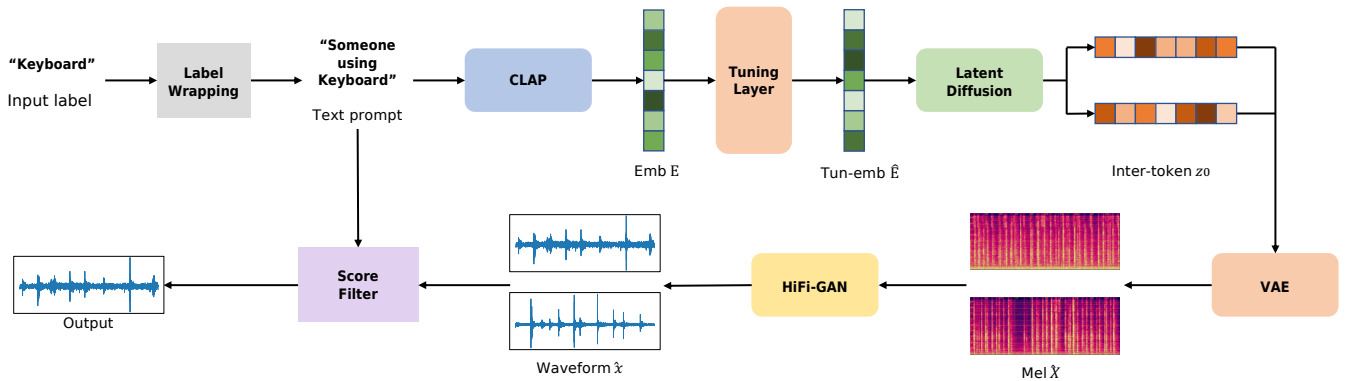 “Keyboard”
Input label
Label
Wrapping
“Someone
using
Keyboard”
Text prompt
CLAP
Emb E
Tuning
Layer
Tun-emb Ê
Latent
Diffusion
Inter-token z0
Output
Score
Filter
Waveform x̂
HiFi-GAN
Mel X̂
VAE